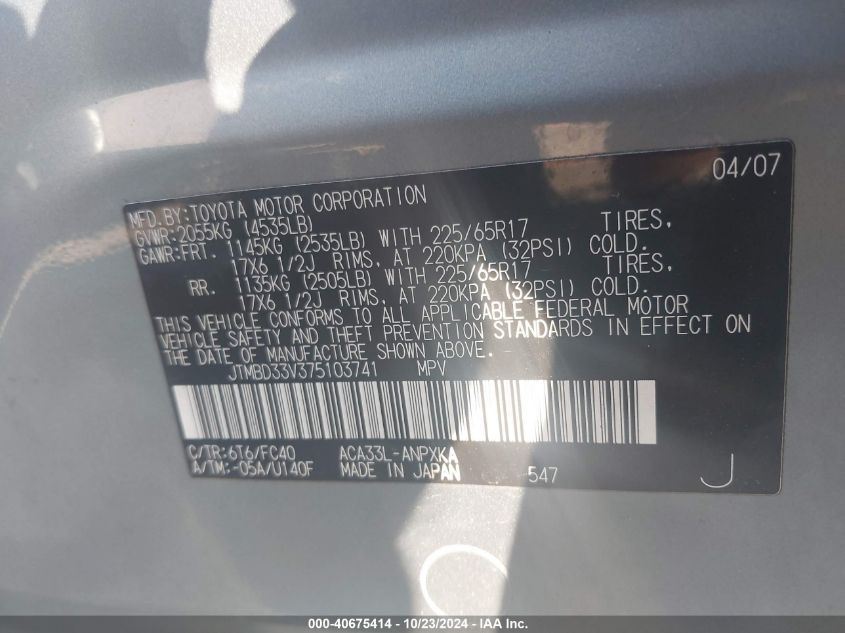 04/07
MFD.BY:TOYOTA MOTOR CORPORATION
GVWR:2055KG (4535LB)
GAWR:FRT. 1145KG (2535LB) WITH 225/65R17 TIRES,
17X6 1/2J RIMS, AT 220KPA (32PSI) COLD.
RR. 1135KG (2505LB) WITH 225/65R17 TIRES,
17X6 1/2J RIMS, AT 220KPA (32PSI) COLD.
THIS VEHICLE CONFORMS TO ALL APPLICABLE FEDERAL MOTOR
VEHICLE SAFETY AND THEFT PREVENTION STANDARDS IN EFFECT ON
THE DATE OF MANUFACTURE SHOWN ABOVE.
JTMBD33V375103741 MPV
C/TR:6T6/FC40 ACA33L-ANPXKA
A/TM:-05A/U140F MADE IN JAPAN 547
J
000-40675414 - 10/23/2024 - IAA Inc.